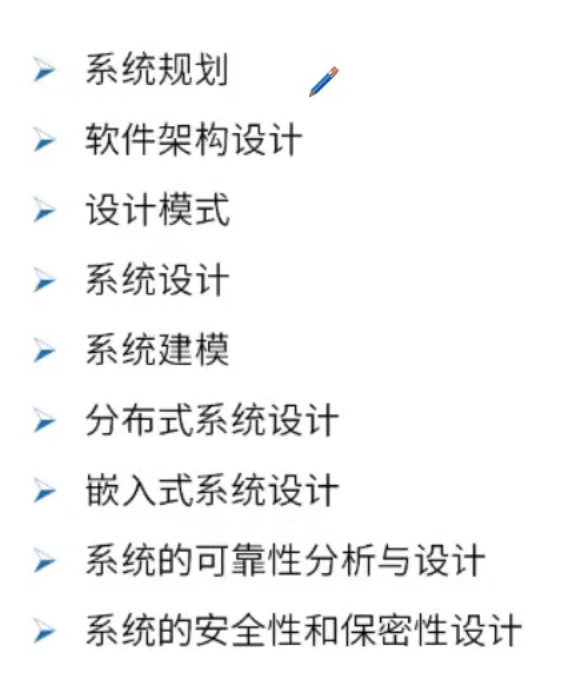 系统规划
软件架构设计
设计模式
系统设计
系统建模
分布式系统设计
嵌入式系统设计
系统的可靠性分析与设计
系统的安全性和保密性设计